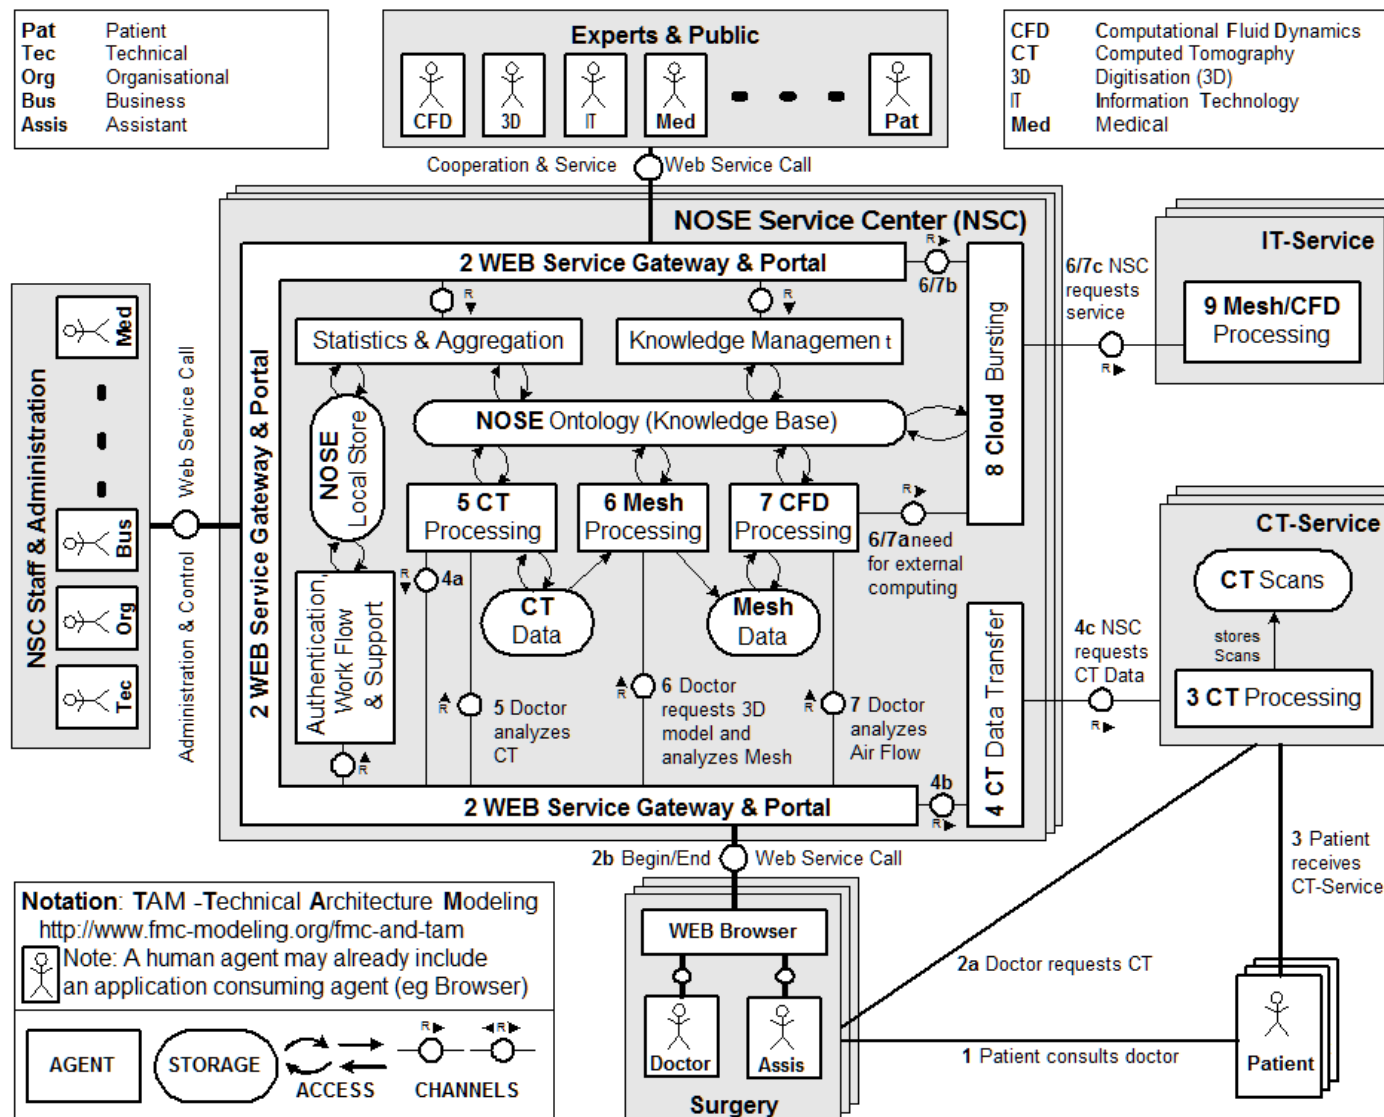 Pat Patient
Tec Technical
Org Organisational
Bus Business
Assis Assistant
Experts & Public
CFD
3D
IT
Med
Pat
CFD Computational Fluid Dynamics
CT Computed Tomography
3D Digitisation (3D)
IT Information Technology
Med Medical
Cooperation & Service
Web Service Call
NOSE Service Center (NSC)
2 WEB Service Gateway & Portal
R
6/7b
R
R
Statistics & Aggregation
Knowledge Management
NOSE Ontology (Knowledge Base)
NOSE
Local Store
8 Cloud Bursting
5 CT
Processing
6 Mesh
Processing
7 CFD
Processing
R
6/7a need
for external
computing
R
4a
CT
Data
Mesh
Data
Authentication,
Work Flow
& Support
R
R
5 Doctor
analyzes
CT
R
6 Doctor
requests 3D
model and
analyzes Mesh
R
7 Doctor
analyzes
Air Flow
4 CT Data Transfer
2 WEB Service Gateway & Portal
2 WEB Service Gateway & Portal
4b
R
NSC Staff & Administration
Med
Bus
Org
Tec
Administration & Control
Web Service Call
IT-Service
6/7c NSC
requests
service
R
9 Mesh/CFD
Processing
CT-Service
CT Scans
stores
Scans
3 CT Processing
4c NSC
requests
CT Data
R
3 Patient
receives
CT-Service
2b Begin/End
Web Service Call
WEB Browser
Doctor
Assis
Surgery
2a Doctor requests CT
1 Patient consults doctor
Patient
Notation: TAM -Technical Architecture Modeling
http://www.fmc-modeling.org/fmc-and-tam
Note: A human agent may already include
an application consuming agent (eg Browser)
AGENT
STORAGE
ACCESS
R
R
CHANNELS